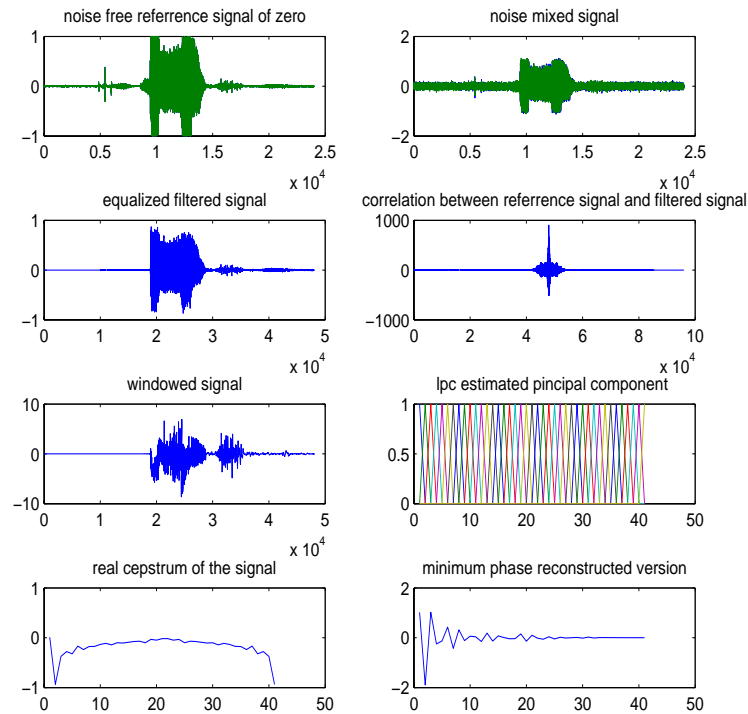 noise free referrence signal of zero
1
0
−1
0 0.5 1 1.5 2 2.5
x 10^4
noise mixed signal
2
0
−2
0 0.5 1 1.5 2 2.5
x 10^4
equalized filtered signal
1
0
−1
0 1 2 3 4 5
x 10^4
correlation between referrence signal and filtered signal
1000
0
−1000
0 2 4 6 8 10
x 10^4
windowed signal
10
0
−10
0 1 2 3 4 5
x 10^4
lpc estimated pincipal component
1
0.5
0
0 10 20 30 40 50
real cepstrum of the signal
1
0
−1
0 10 20 30 40 50
minimum phase reconstructed version
2
0
−2
0 10 20 30 40 50